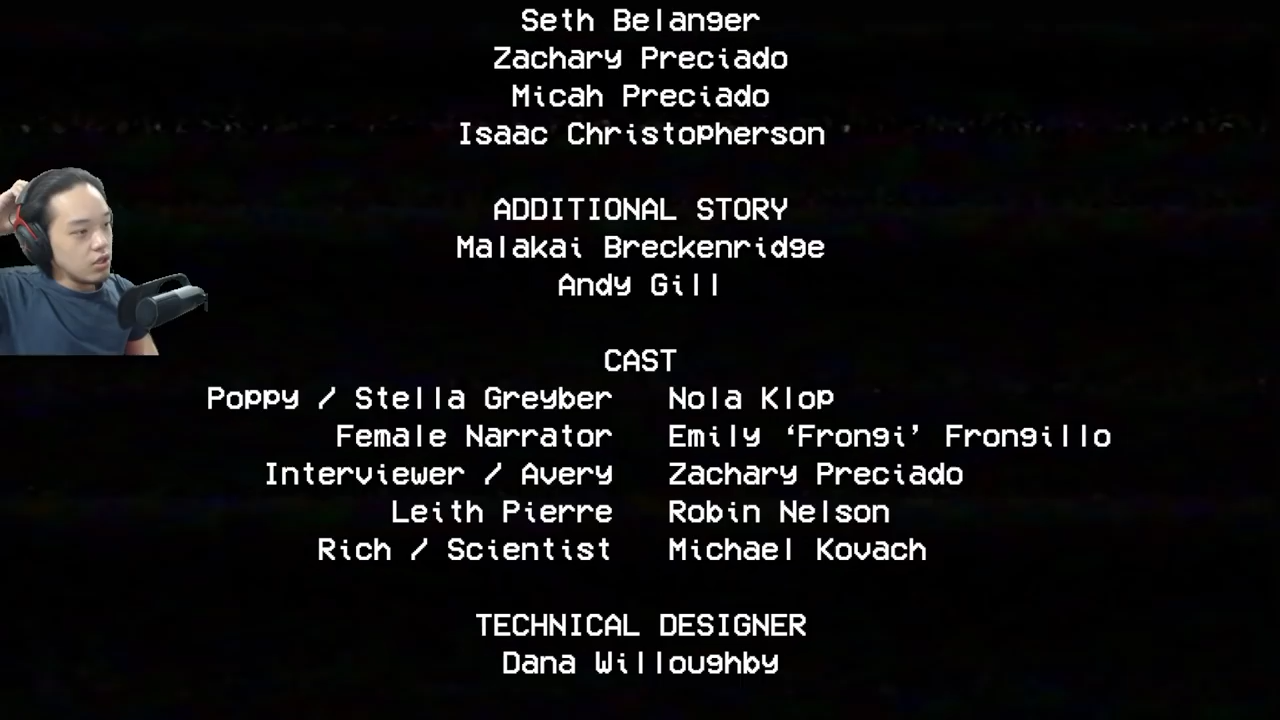 Seth Belanger
Zachary Preciado
Micah Preciado
Isaac Christopherson
ADDITIONAL STORY
Malakai Breckenridge
Andy Gill
CAST
Poppy / Stella Greyber Nola Klop
Female Narrator Emily ‘Frongi’ Frongillo
Interviewer / Avery Zachary Preciado
Leith Pierre Robin Nelson
Rich / Scientist Michael Kovach
TECHNICAL DESIGNER
Dana Willoughby